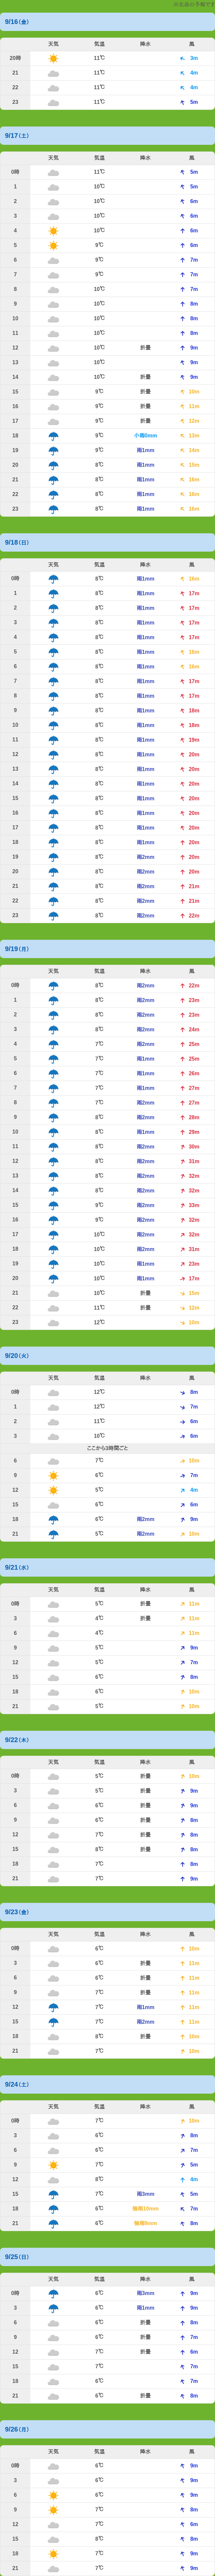 9/16(金)
天気 気温 降水 風
20時 11℃ 3m
21 11℃ 4m
22 11℃ 4m
23 11℃ 5m
9/17(土)
天気 気温 降水 風
0時 11℃ 5m
1 10℃ 5m
2 10℃ 6m
3 10℃ 6m
4 10℃ 6m
5 9℃ 6m
6 9℃ 7m
7 9℃ 7m
8 10℃ 7m
9 10℃ 8m
10 10℃ 8m
11 10℃ 8m
12 10℃ 折畳 9m
13 10℃ 9m
14 10℃ 折畳 9m
15 9℃ 折畳 10m
16 9℃ 折畳 11m
17 9℃ 折畳 12m
18 9℃ 小雨0mm 13m
19 9℃ 雨1mm 14m
20 8℃ 雨1mm 15m
21 8℃ 雨1mm 16m
22 8℃ 雨1mm 16m
23 8℃ 雨1mm 16m
9/18(日)
天気 気温 降水 風
0時 8℃ 雨1mm 16m
1 8℃ 雨1mm 17m
2 8℃ 雨1mm 17m
3 8℃ 雨1mm 17m
4 8℃ 雨1mm 17m
5 8℃ 雨1mm 16m
6 8℃ 雨1mm 16m
7 8℃ 雨1mm 17m
8 8℃ 雨1mm 17m
9 8℃ 雨1mm 18m
10 8℃ 雨1mm 18m
11 8℃ 雨1mm 19m
12 8℃ 雨1mm 20m
13 8℃ 雨1mm 20m
14 8℃ 雨1mm 20m
15 8℃ 雨1mm 20m
16 8℃ 雨1mm 20m
17 8℃ 雨1mm 20m
18 8℃ 雨1mm 20m
19 8℃ 雨2mm 20m
20 8℃ 雨2mm 20m
21 8℃ 雨2mm 21m
22 8℃ 雨2mm 21m
23 8℃ 雨2mm 22m
9/19(月)
天気 気温 降水 風
0時 8℃ 雨2mm 22m
1 8℃ 雨2mm 23m
2 8℃ 雨2mm 23m
3 8℃ 雨2mm 24m
4 7℃ 雨2mm 25m
5 7℃ 雨1mm 25m
6 7℃ 雨1mm 26m
7 7℃ 雨1mm 27m
8 7℃ 雨2mm 27m
9 8℃ 雨2mm 28m
10 8℃ 雨1mm 29m
11 8℃ 雨2mm 30m
12 8℃ 雨2mm 31m
13 8℃ 雨2mm 32m
14 8℃ 雨2mm 32m
15 9℃ 雨2mm 33m
16 9℃ 雨2mm 32m
17 10℃ 雨2mm 32m
18 10℃ 雨2mm 31m
19 10℃ 雨1mm 23m
20 10℃ 雨1mm 17m
21 10℃ 折畳 15m
22 11℃ 折畳 12m
23 12℃ 10m
9/20(火)
天気 気温 降水 風
0時 12℃ 8m
1 12℃ 7m
2 11℃ 6m
3 10℃ 6m
ここから3時間ごと
6 7℃ 10m
9 6℃ 7m
12 5℃ 4m
15 6℃ 6m
18 6℃ 雨2mm 9m
21 5℃ 雨2mm 10m
9/21(水)
天気 気温 降水 風
0時 5℃ 折畳 11m
3 4℃ 折畳 11m
6 4℃ 11m
9 5℃ 9m
12 5℃ 7m
15 6℃ 8m
18 6℃ 10m
21 5℃ 10m
9/22(木)
天気 気温 降水 風
0時 5℃ 折畳 10m
3 5℃ 折畳 9m
6 6℃ 折畳 9m
9 6℃ 折畳 8m
12 7℃ 折畳 8m
15 8℃ 折畳 8m
18 7℃ 8m
21 7℃ 9m
9/23(金)
天気 気温 降水 風
0時 6℃ 10m
3 6℃ 折畳 11m
6 6℃ 折畳 11m
9 7℃ 折畳 11m
12 7℃ 雨1mm 11m
15 7℃ 雨2mm 11m
18 8℃ 折畳 10m
21 7℃ 10m
9/24(土)
天気 気温 降水 風
0時 7℃ 10m
3 6℃ 8m
6 6℃ 7m
9 7℃ 5m
12 8℃ 4m
15 7℃ 雨3mm 5m
18 6℃ 強雨10mm 7m
21 6℃ 強雨9mm 8m
9/25(日)
天気 気温 降水 風
0時 6℃ 雨3mm 9m
3 6℃ 雨1mm 9m
6 6℃ 折畳 8m
9 7℃ 折畳 7m
12 7℃ 折畳 6m
15 7℃ 7m
18 6℃ 7m
21 6℃ 折畳 8m
9/26(月)
天気 気温 降水 風
0時 6℃ 9m
3 6℃ 9m
6 6℃ 9m
9 7℃ 8m
12 7℃ 6m
15 8℃ 8m
18 7℃ 9m
21 7℃ 9m